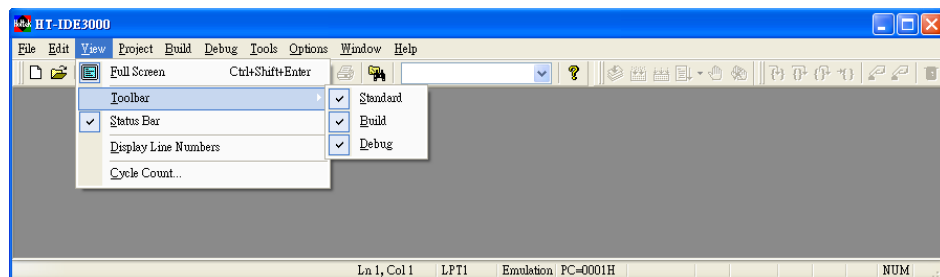 HT-IDE3000
File Edit View Project Build Debug Tools Options Window Help
Full Screen Ctrl+Shift+Enter
Toolbar
Status Bar
Display Line Numbers
Cycle Count...
Standard
Build
Debug
Ln 1, Col 1 LPT1 Emulation PC=0001H NUM